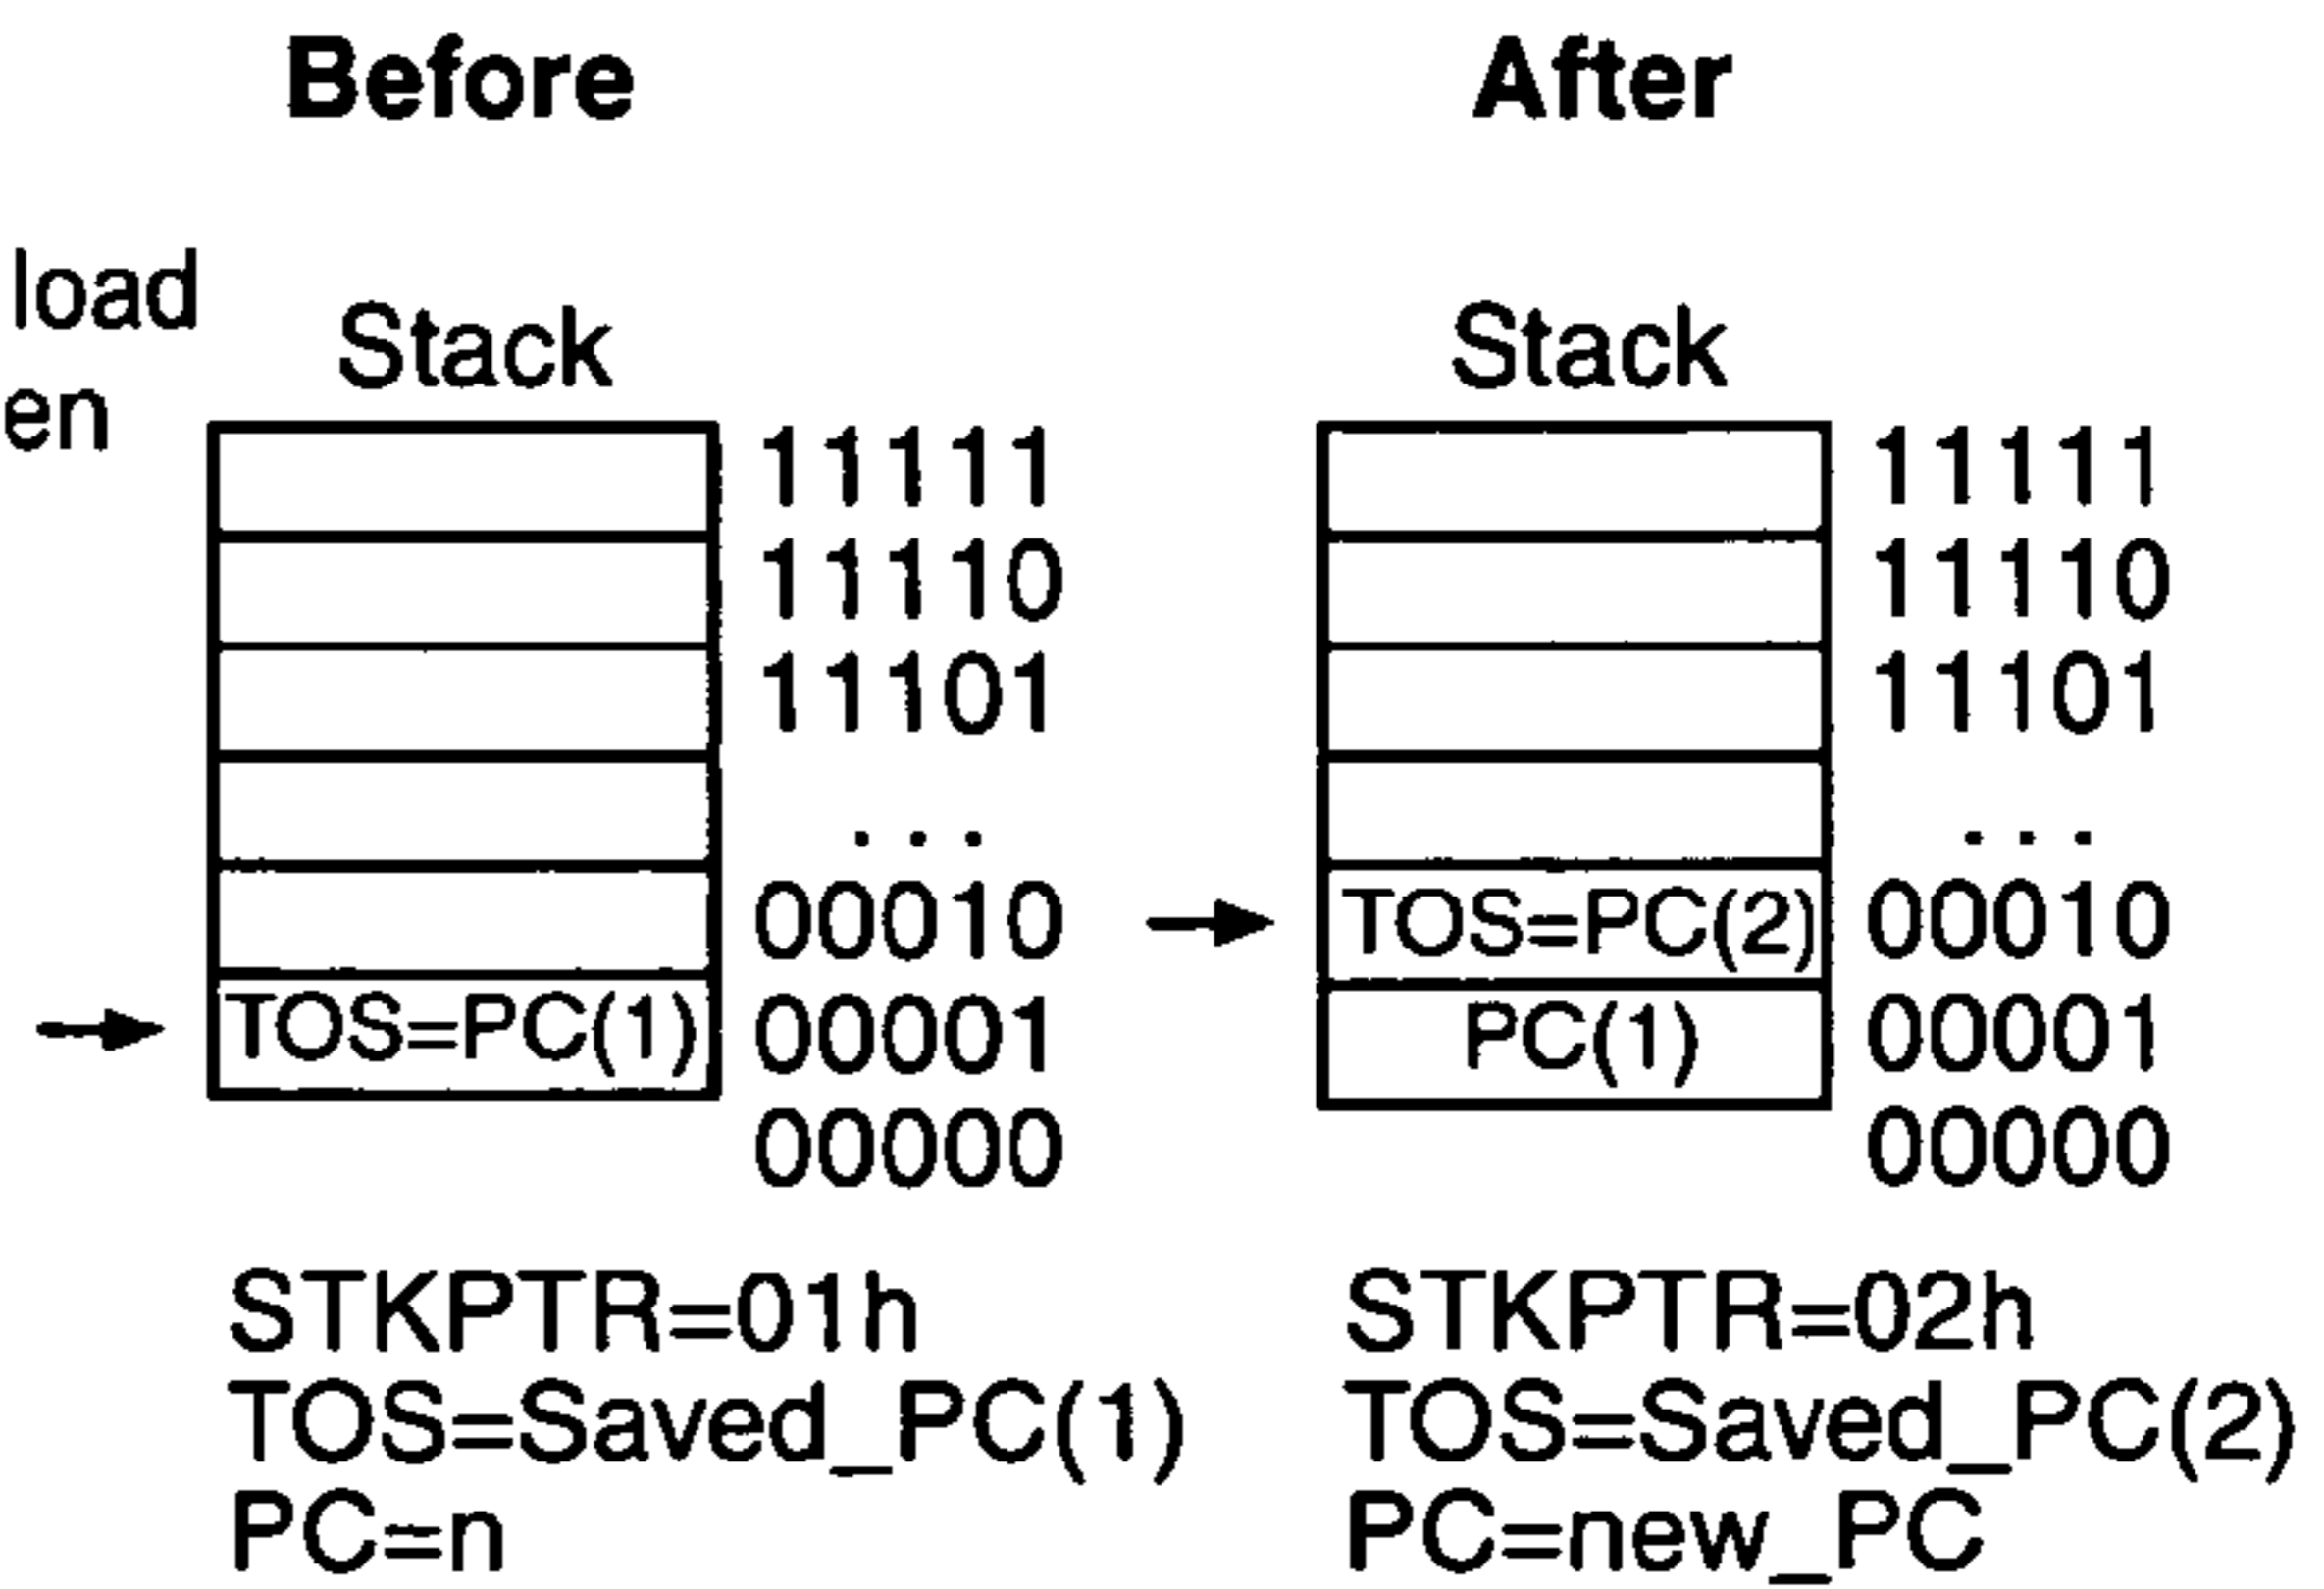 Before
After
load
en
Stack
11111
11110
11101
...
00010
TOS=PC(1)
00001
00000
STKPTR=01h
TOS=Saved_PC(1)
PC=n
Stack
11111
11110
11101
...
TOS=PC(2)
00010
PC(1)
00001
00000
STKPTR=02h
TOS=Saved_PC(2)
PC=new_PC